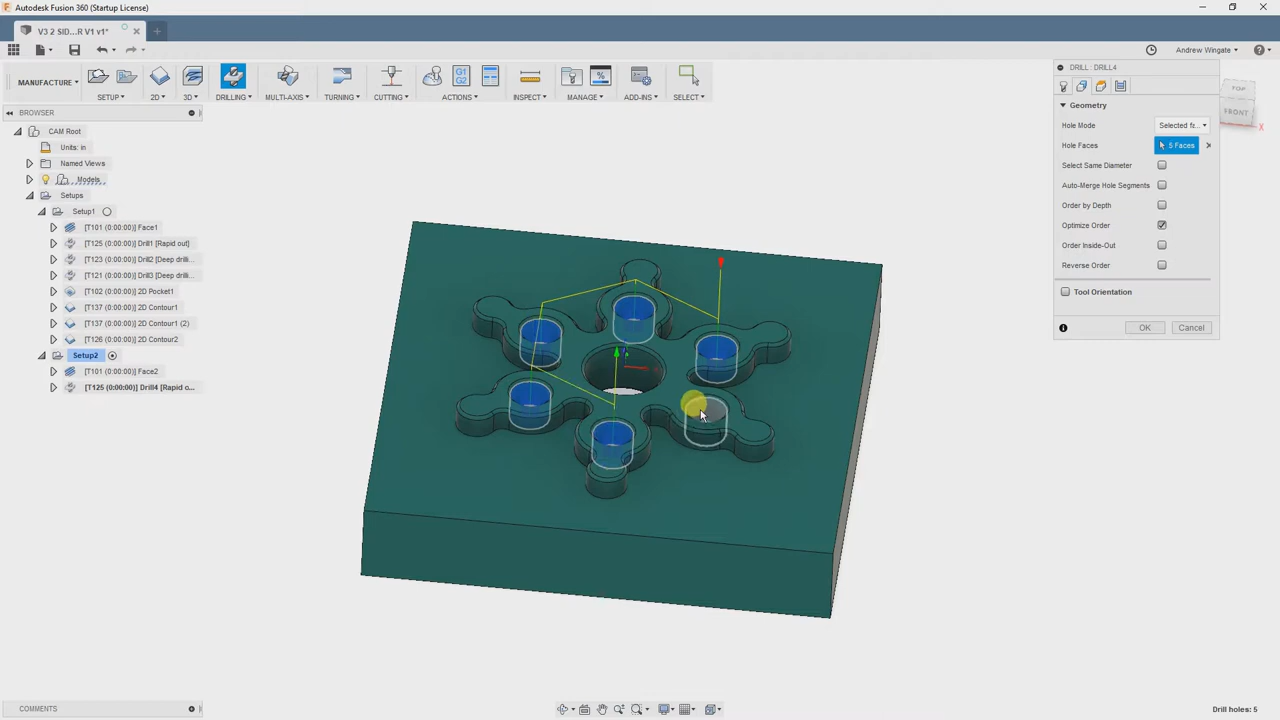 Autodesk Fusion 360 (Startup License)
V3 2 SID...R V1 v1*
Andrew Wingate
MANUFACTURE
SETUP
2D
3D
DRILLING
MULTI-AXIS
TURNING
CUTTING
G1
G2
ACTIONS
INSPECT
MANAGE
ADD-INS
SELECT
BROWSER
CAM Root
Units: in
Named Views
Models
Setups
Setup1
[T101 (0:00:00)] Face1
[T125 (0:00:00)] Drill1 [Rapid out]
[T123 (0:00:00)] Drill2 [Deep drilli...
[T121 (0:00:00)] Drill3 [Deep drilli...
[T102 (0:00:00)] 2D Pocket1
[T137 (0:00:00)] 2D Contour1
[T137 (0:00:00)] 2D Contour1 (2)
[T126 (0:00:00)] 2D Contour2
Setup2
[T101 (0:00:00)] Face2
[T125 (0:00:00)] Drill4 [Rapid o...
DRILL : DRILL4
Geometry
Hole Mode
Selected fa...
Hole Faces
5 Faces
Select Same Diameter
Auto-Merge Hole Segments
Order by Depth
Optimize Order
Order Inside-Out
Reverse Order
Tool Orientation
OK
Cancel
TOP
FRONT
X
COMMENTS
Drill holes: 5